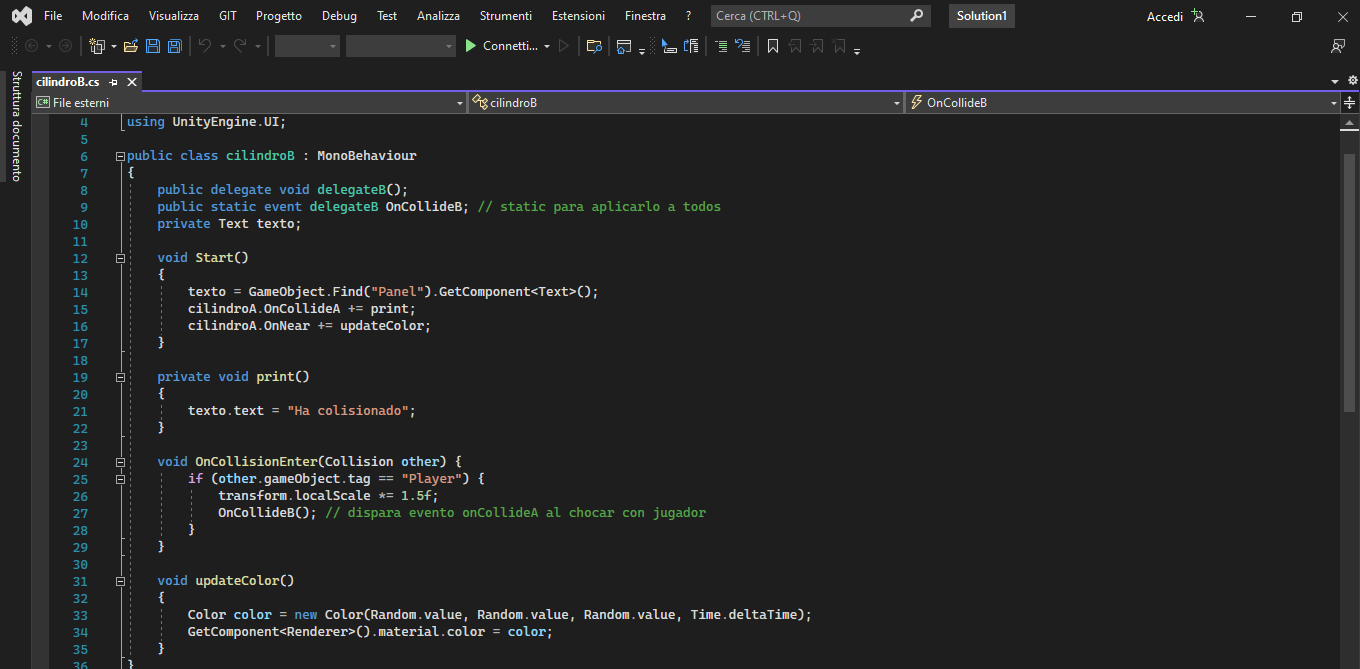 File Modifica Visualizza GIT Progetto Debug Test Analizza Strumenti Estensioni Finestra ? Cerca (CTRL+Q) Solution1 Accedi
Connetti...
Struttura documento
cilindroB.cs
C# File esterni cilindroB OnCollideB
4 using UnityEngine.UI;
5
6 public class cilindroB : MonoBehaviour
7 {
8 public delegate void delegateB();
9 public static event delegateB OnCollideB; // static para aplicarlo a todos
10 private Text texto;
11
12 void Start()
13 {
14 texto = GameObject.Find("Panel").GetComponent<Text>();
15 cilindroA.OnCollideA += print;
16 cilindroA.OnNear += updateColor;
17 }
18
19 private void print()
20 {
21 texto.text = "Ha colisionado";
22 }
23
24 void OnCollisionEnter(Collision other) {
25 if (other.gameObject.tag == "Player") {
26 transform.localScale *= 1.5f;
27 OnCollideB(); // dispara evento onCollideA al chocar con jugador
28 }
29 }
30
31 void updateColor()
32 {
33 Color color = new Color(Random.value, Random.value, Random.value, Time.deltaTime);
34 GetComponent<Renderer>().material.color = color;
35 }
36 }